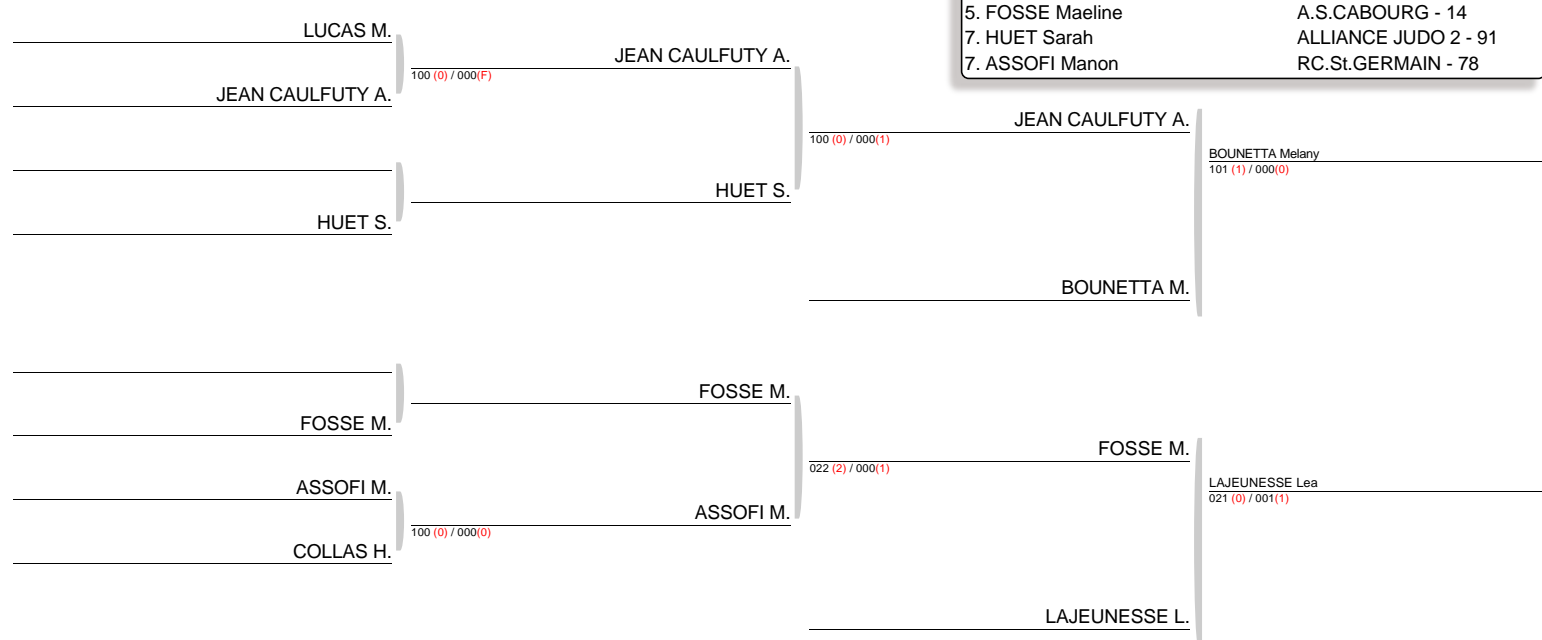 5. FOSSE Maeline A.S.CABOURG - 14
7. HUET Sarah ALLIANCE JUDO 2 - 91
7. ASSOFI Manon RC.St.GERMAIN - 78
LUCAS M.
JEAN CAULFUTY A.
100 (0) / 000(F)
JEAN CAULFUTY A.
JEAN CAULFUTY A.
100 (0) / 000(1)
BOUNETTA Melany
101 (1) / 000(0)
HUET S.
HUET S.
BOUNETTA M.
FOSSE M.
FOSSE M.
FOSSE M.
022 (2) / 000(1)
LAJEUNESSE Lea
021 (0) / 001(1)
ASSOFI M.
ASSOFI M.
100 (0) / 000(0)
COLLAS H.
LAJEUNESSE L.